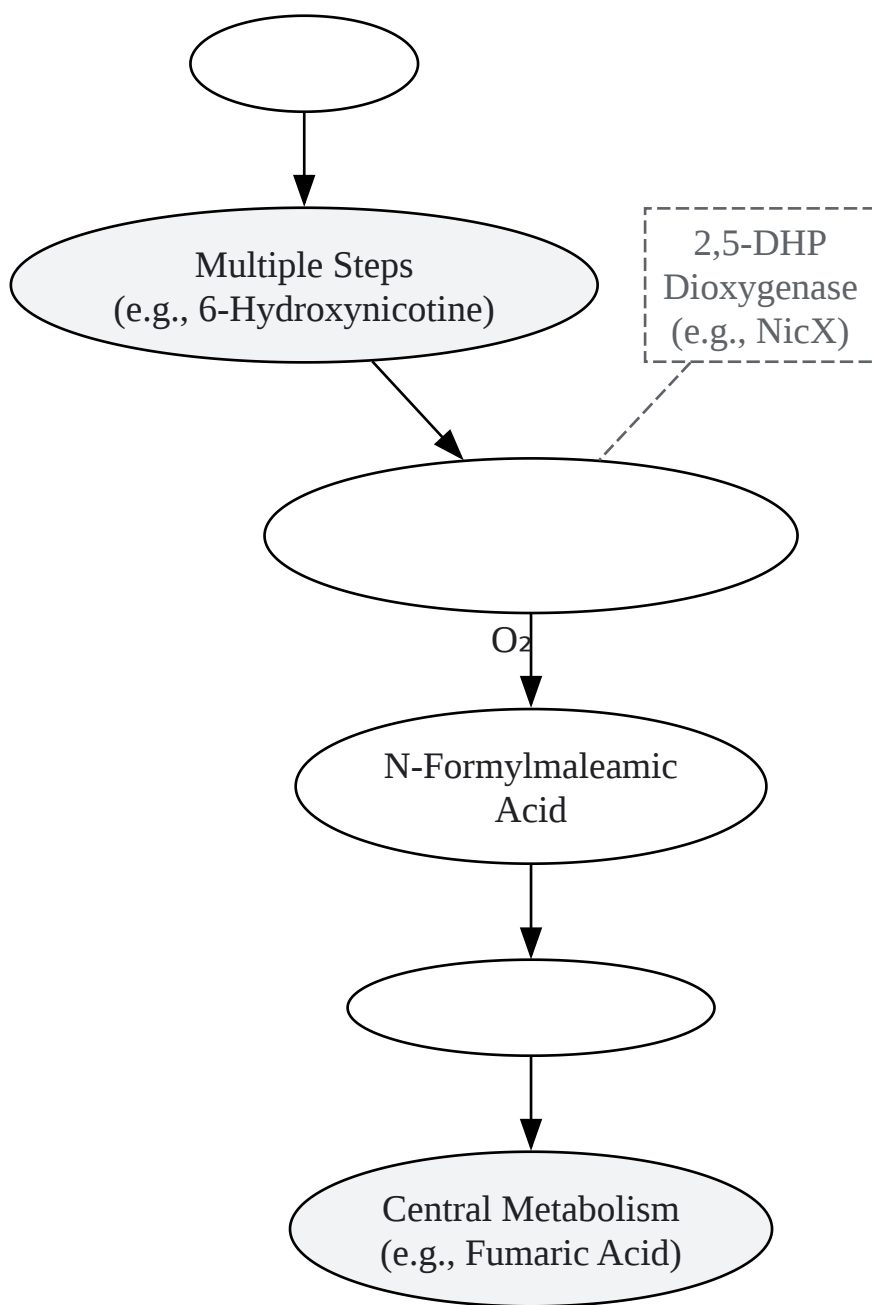 Multiple Steps
(e.g., 6-Hydroxynicotine)
2,5-DHP
Dioxygenase
(e.g., NicX)
O₂
N-Formylmaleamic
Acid
Central Metabolism
(e.g., Fumaric Acid)